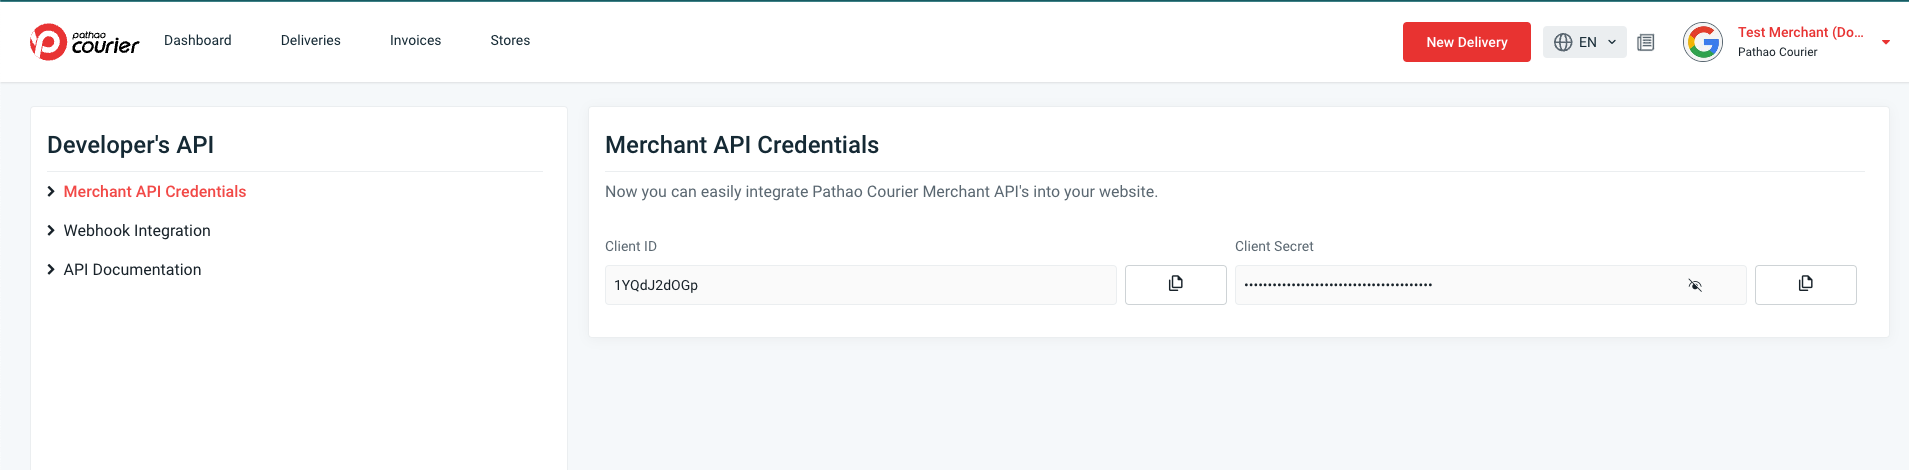 pathao
courier
Dashboard
Deliveries
Invoices
Stores
New Delivery
EN
Test Merchant (Do...
Pathao Courier
Developer's API
Merchant API Credentials
Webhook Integration
API Documentation
Merchant API Credentials
Now you can easily integrate Pathao Courier Merchant API's into your website.
Client ID
Client Secret
1YQdJ2dOGp